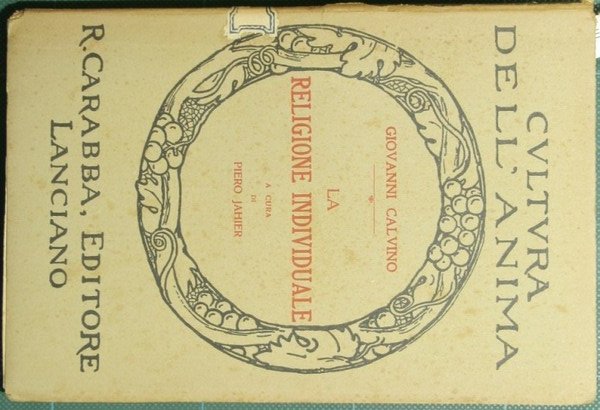 CVLTVRA
DELL'ANIMA
GIOVANNI CALVINO
LA
RELIGIONE INDIVIDUALE
A CURA
DI
PIERO JAHIER
R. CARABBA, EDITORE
LANCIANO